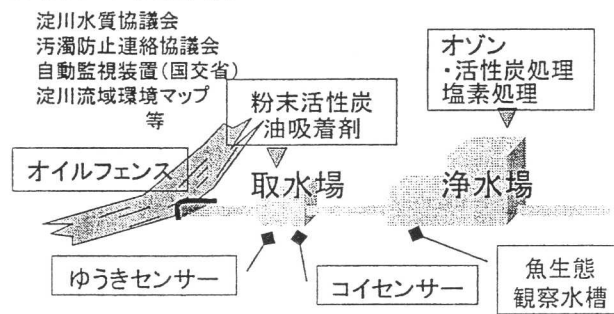 淀川水質協議会
汚濁防止連絡協議会
自動監視装置(国交省)
淀川流域環境マップ
等
オゾン
・活性炭処理
塩素処理
粉末活性炭
油吸着剤
オイルフェンス
取水場
浄水場
ゆうきセンサー
コイセンサー
魚生態
観察水槽